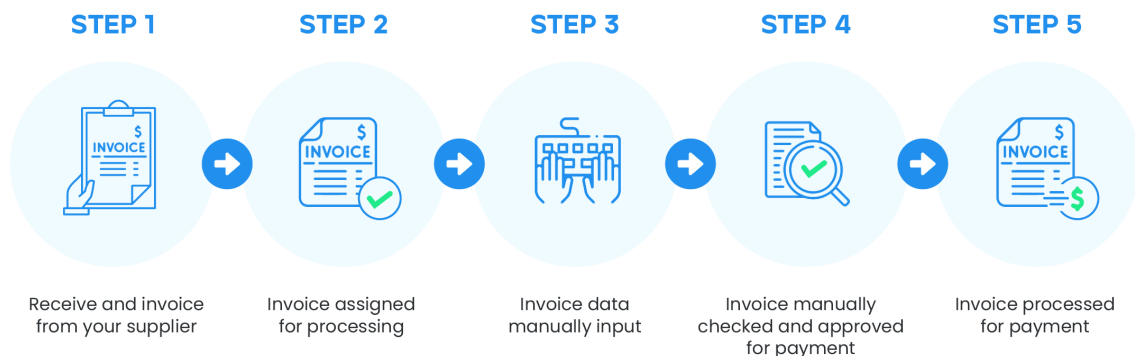 STEP 1
STEP 2
STEP 3
STEP 4
STEP 5
$
INVOICE
$
INVOICE
$
INVOICE
$
Receive and invoice
from your supplier
Invoice assigned
for processing
Invoice data
manually input
Invoice manually
checked and approved
for payment
Invoice processed
for payment